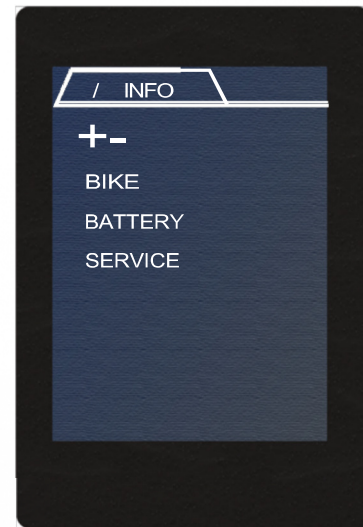 / INFO
+-
BIKE
BATTERY
SERVICE